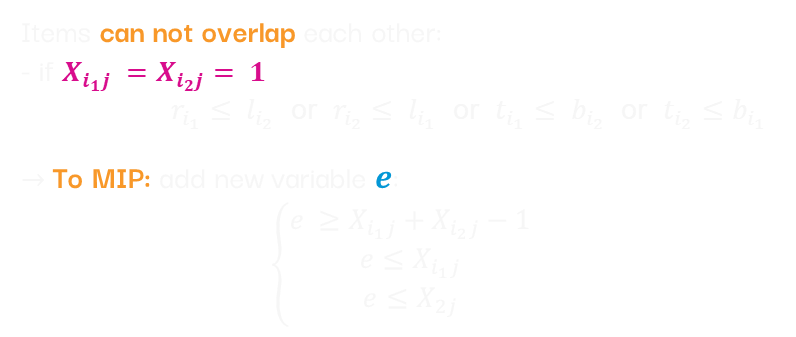 Items can not overlap each other:
- if X_{i_1 j} = X_{i_2 j} = 1
r_{i_1} ≤ l_{i_2} or r_{i_2} ≤ l_{i_1} or t_{i_1} ≤ b_{i_2} or t_{i_2} ≤ b_{i_1}
→ To MIP: add new variable e
e ≥ X_{i_1 j} + X_{i_2 j} − 1
e ≤ X_{i_1 j}
e ≤ X_{2j}